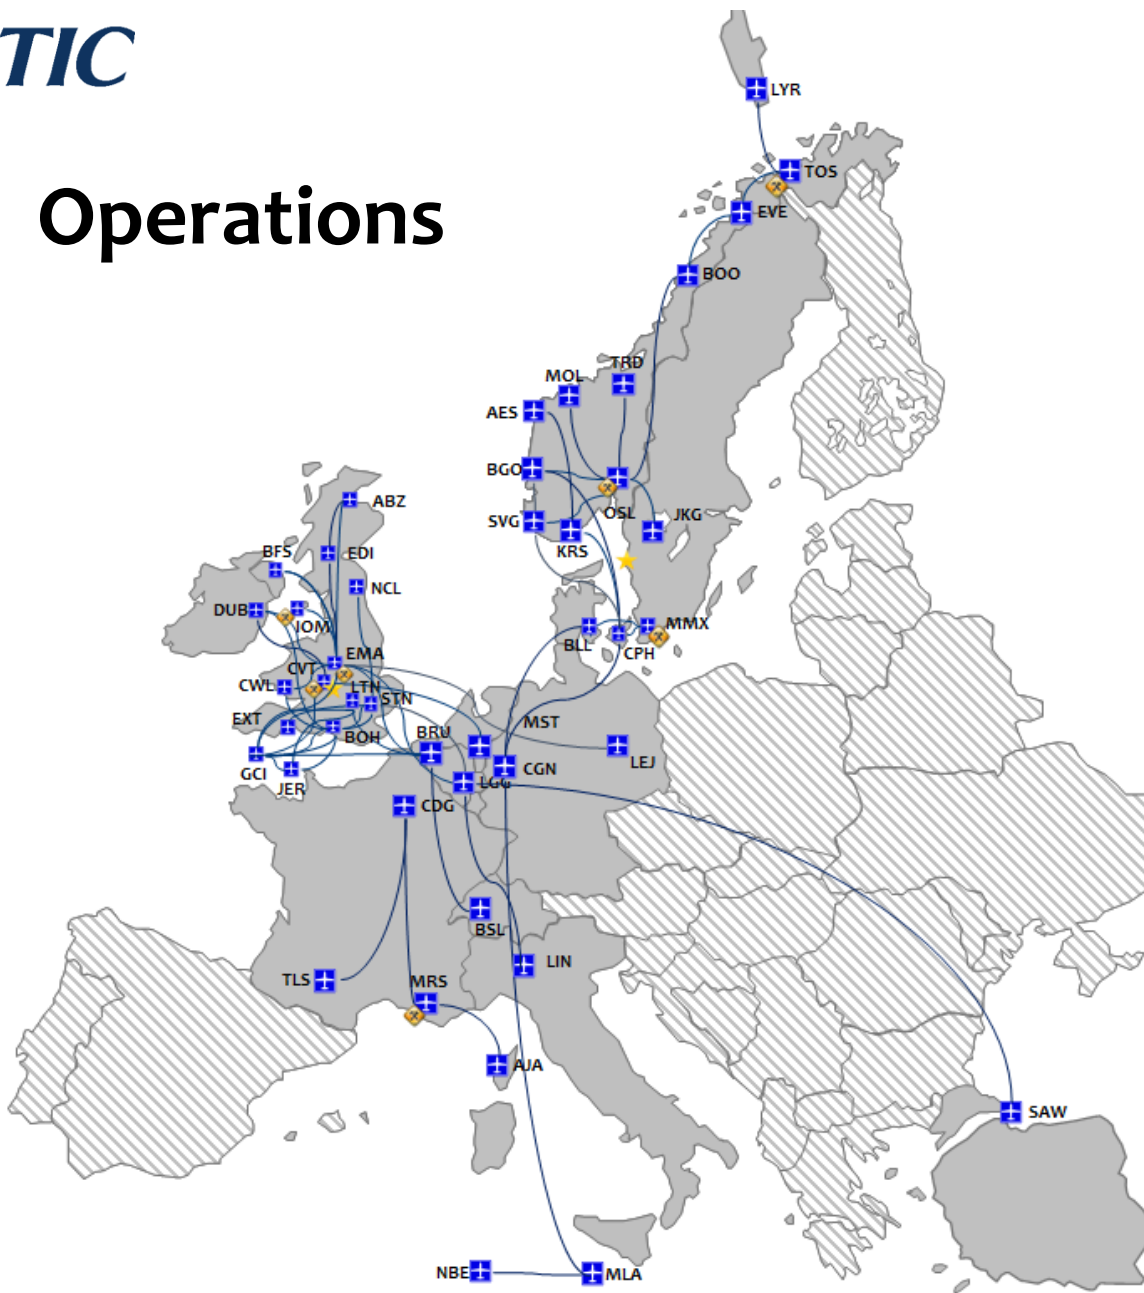 TIC
LYR
TOS
Operations
EVE
BOO
TRD
MOL
AES
BGO
ABZ
OSL
JKG
SVG
KRS
BFS
EDI
NCL
DUB
IOM
MMX
BLL
CPH
EMA
CVT
CWL
LTN
STN
EXT
BOH
BRU
MST
GCI
LEJ
CGN
JER
LGG
CDG
BSL
LIN
TLS
MRS
AJA
SAW
NBE
MLA